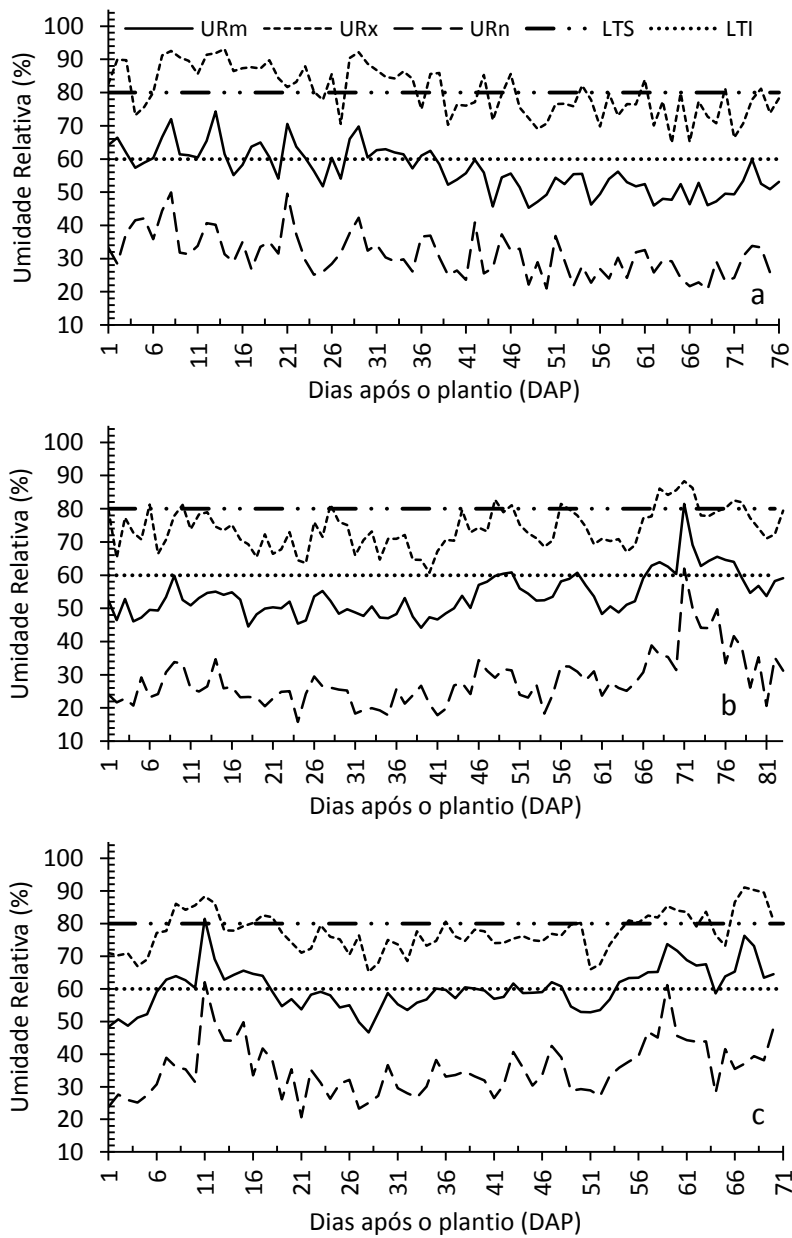 URm URx URn LTS LTI
Umidade Relativa (%)
100
90
80
70
60
50
40
30
20
10
1 6 11 16 21 26 31 36 41 46 51 56 61 66 71 76
a
Dias após o plantio (DAP)
Umidade Relativa (%)
100
90
80
70
60
50
40
30
20
10
1 6 11 16 21 26 31 36 41 46 51 56 61 66 71 76 81
b
Dias após o plantio (DAP)
Umidade Relativa (%)
100
90
80
70
60
50
40
30
20
10
1 6 11 16 21 26 31 36 41 46 51 56 61 66 71
c
Dias após o plantio (DAP)